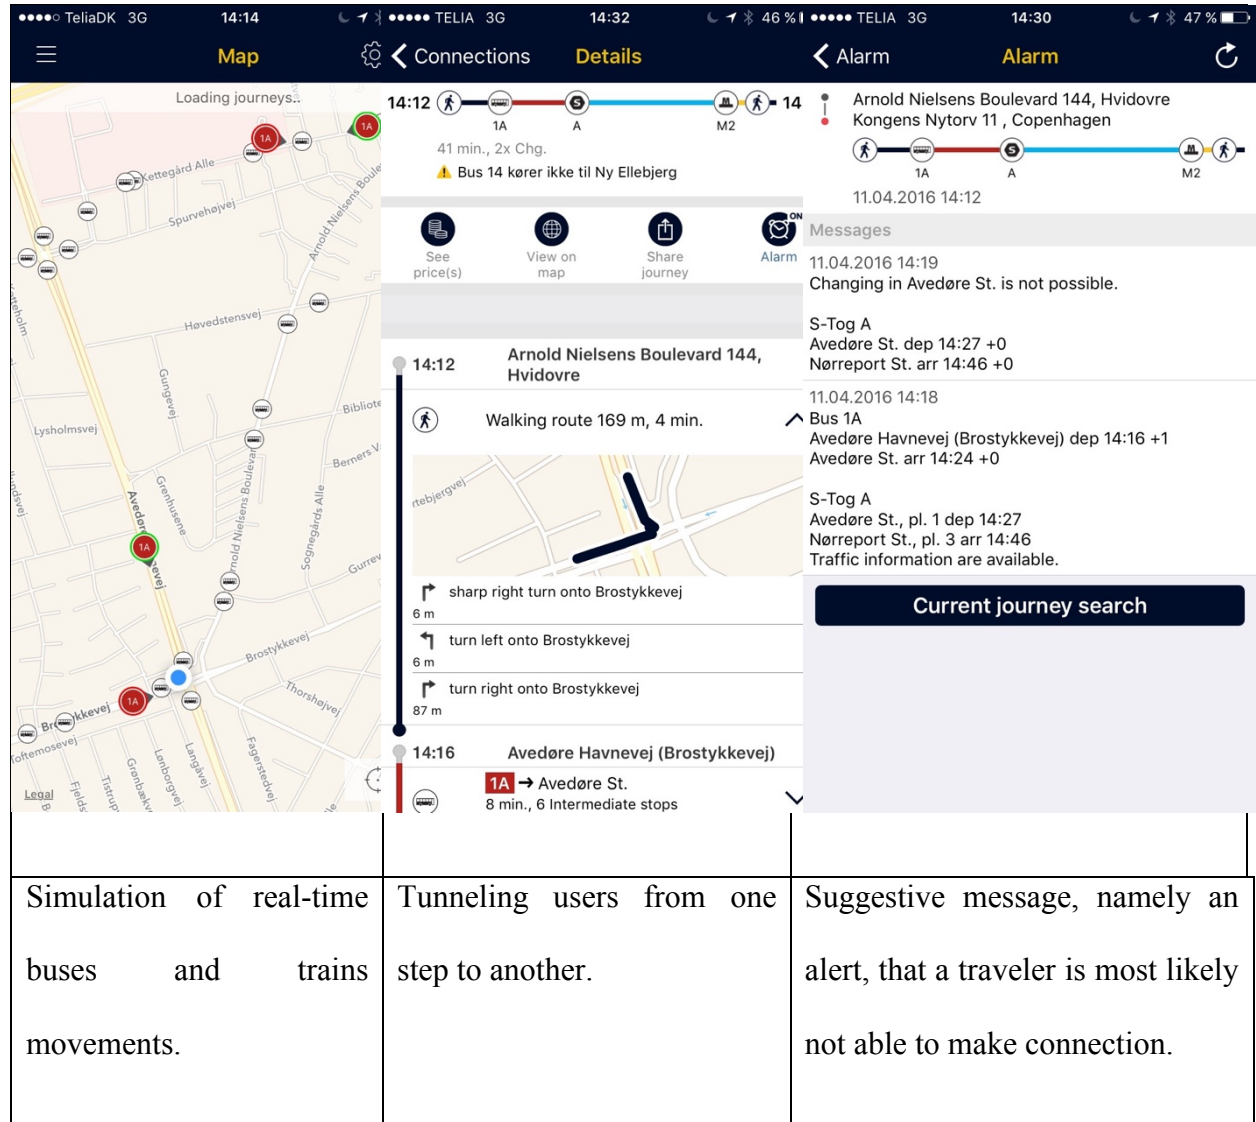 TeliaDK 3G 14:14
Map
Loading journeys..
1A
1A
Kettegård Alle
Spurvehøjvej
Arnold Nielsens Boule
Høvedstensvej
Gungevej
Lysholmsvej
Bibliote
Berners V
Grenhusene
Sognegårds Alle
1A
Gurrev
Brostykkevej
1A
Thorshøjvej
Toftemosevej
Fagerstedvej
Langåvej
Lønborgvej
Legal
TELIA 3G 14:32 46 %
Connections Details
14:12 1A A M2 14
41 min., 2x Chg.
Bus 14 kører ikke til Ny Ellebjerg
See price(s)
View on map
Share journey
ON
Alarm
14:12 Arnold Nielsens Boulevard 144,
Hvidovre
Walking route 169 m, 4 min.
rtebjergvej
sharp right turn onto Brostykkevej
6 m
turn left onto Brostykkevej
6 m
turn right onto Brostykkevej
87 m
14:16 Avedøre Havnevej (Brostykkevej)
1A → Avedøre St.
8 min., 6 Intermediate stops
TELIA 3G 14:30 47 %
Alarm Alarm
Arnold Nielsens Boulevard 144, Hvidovre
Kongens Nytorv 11 , Copenhagen
S
1A A M2
11.04.2016 14:12
Messages
11.04.2016 14:19
Changing in Avedøre St. is not possible.
S-Tog A
Avedøre St. dep 14:27 +0
Nørreport St. arr 14:46 +0
11.04.2016 14:18
Bus 1A
Avedøre Havnevej (Brostykkevej) dep 14:16 +1
Avedøre St. arr 14:24 +0
S-Tog A
Avedøre St., pl. 1 dep 14:27
Nørreport St., pl. 3 arr 14:46
Traffic information are available.
Current journey search
Simulation of real-time
buses and trains
movements.
Tunneling users from one
step to another.
Suggestive message, namely an
alert, that a traveler is most likely
not able to make connection.